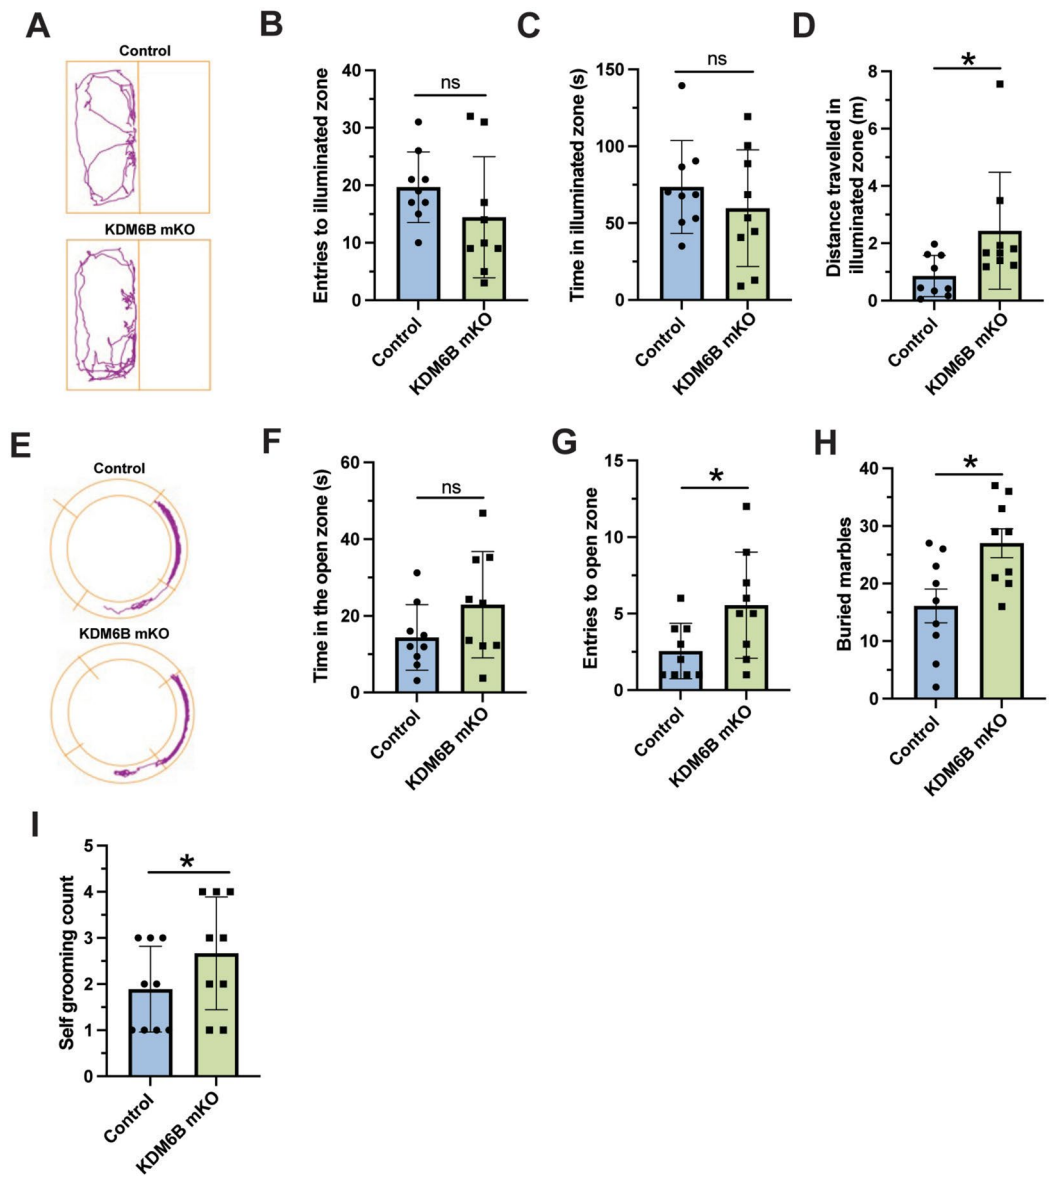 A
Control
KDM6B mKO
B
Entries to illuminated zone
40
30
20
10
0
ns
Control
KDM6B mKO
C
Time in illuminated zone (s)
150
100
50
0
ns
Control
KDM6B mKO
D
Distance travelled in
illuminated zone (m)
8
6
4
2
0
*
Control
KDM6B mKO
E
Control
KDM6B mKO
F
Time in the open zone (s)
60
40
20
0
ns
Control
KDM6B mKO
G
Entries to open zone
15
10
5
0
*
Control
KDM6B mKO
H
Buried marbles
40
30
20
10
0
*
Control
KDM6B mKO
I
Self grooming count
5
4
3
2
1
0
*
Control
KDM6B mKO